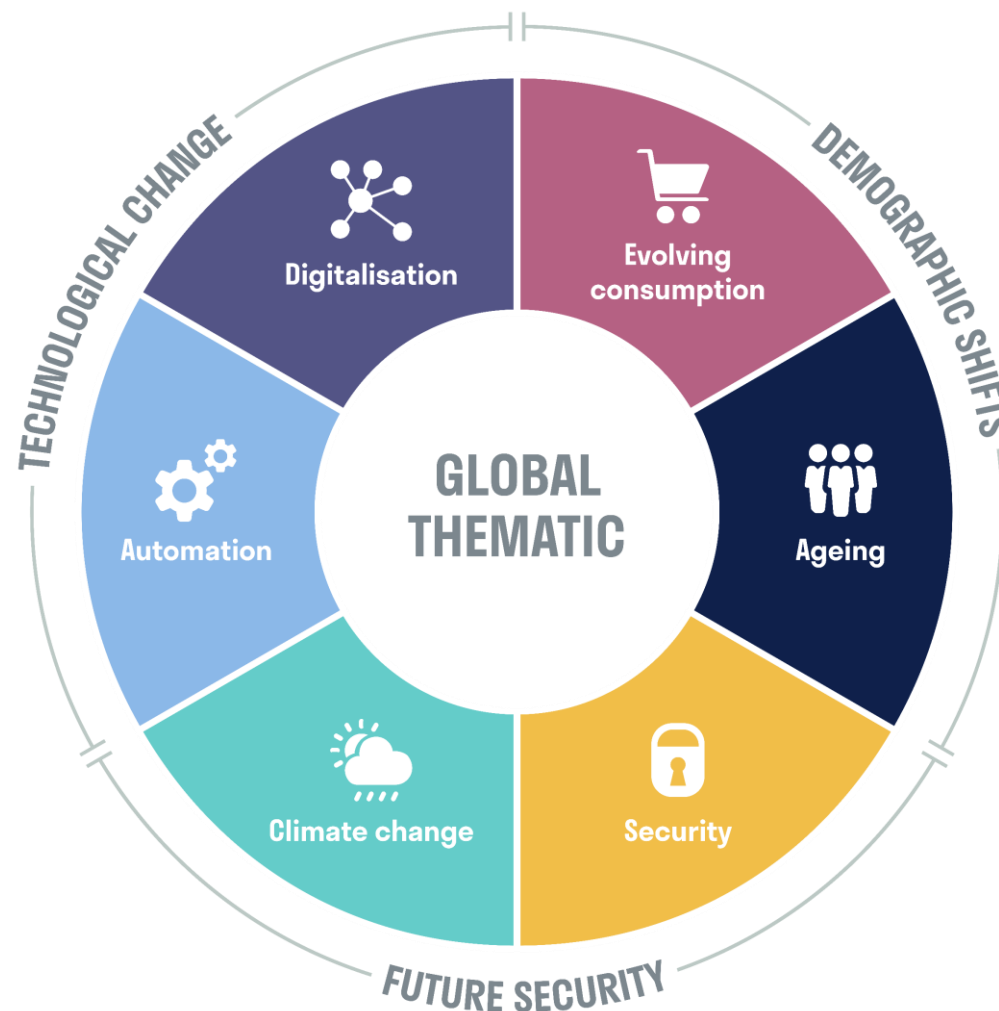 TECHNOLOGICAL CHANGE
DEMOGRAPHIC SHIFTS
Digitalisation
Evolving
consumption
GLOBAL
THEMATIC
Automation
Ageing
Climate change
Security
FUTURE SECURITY